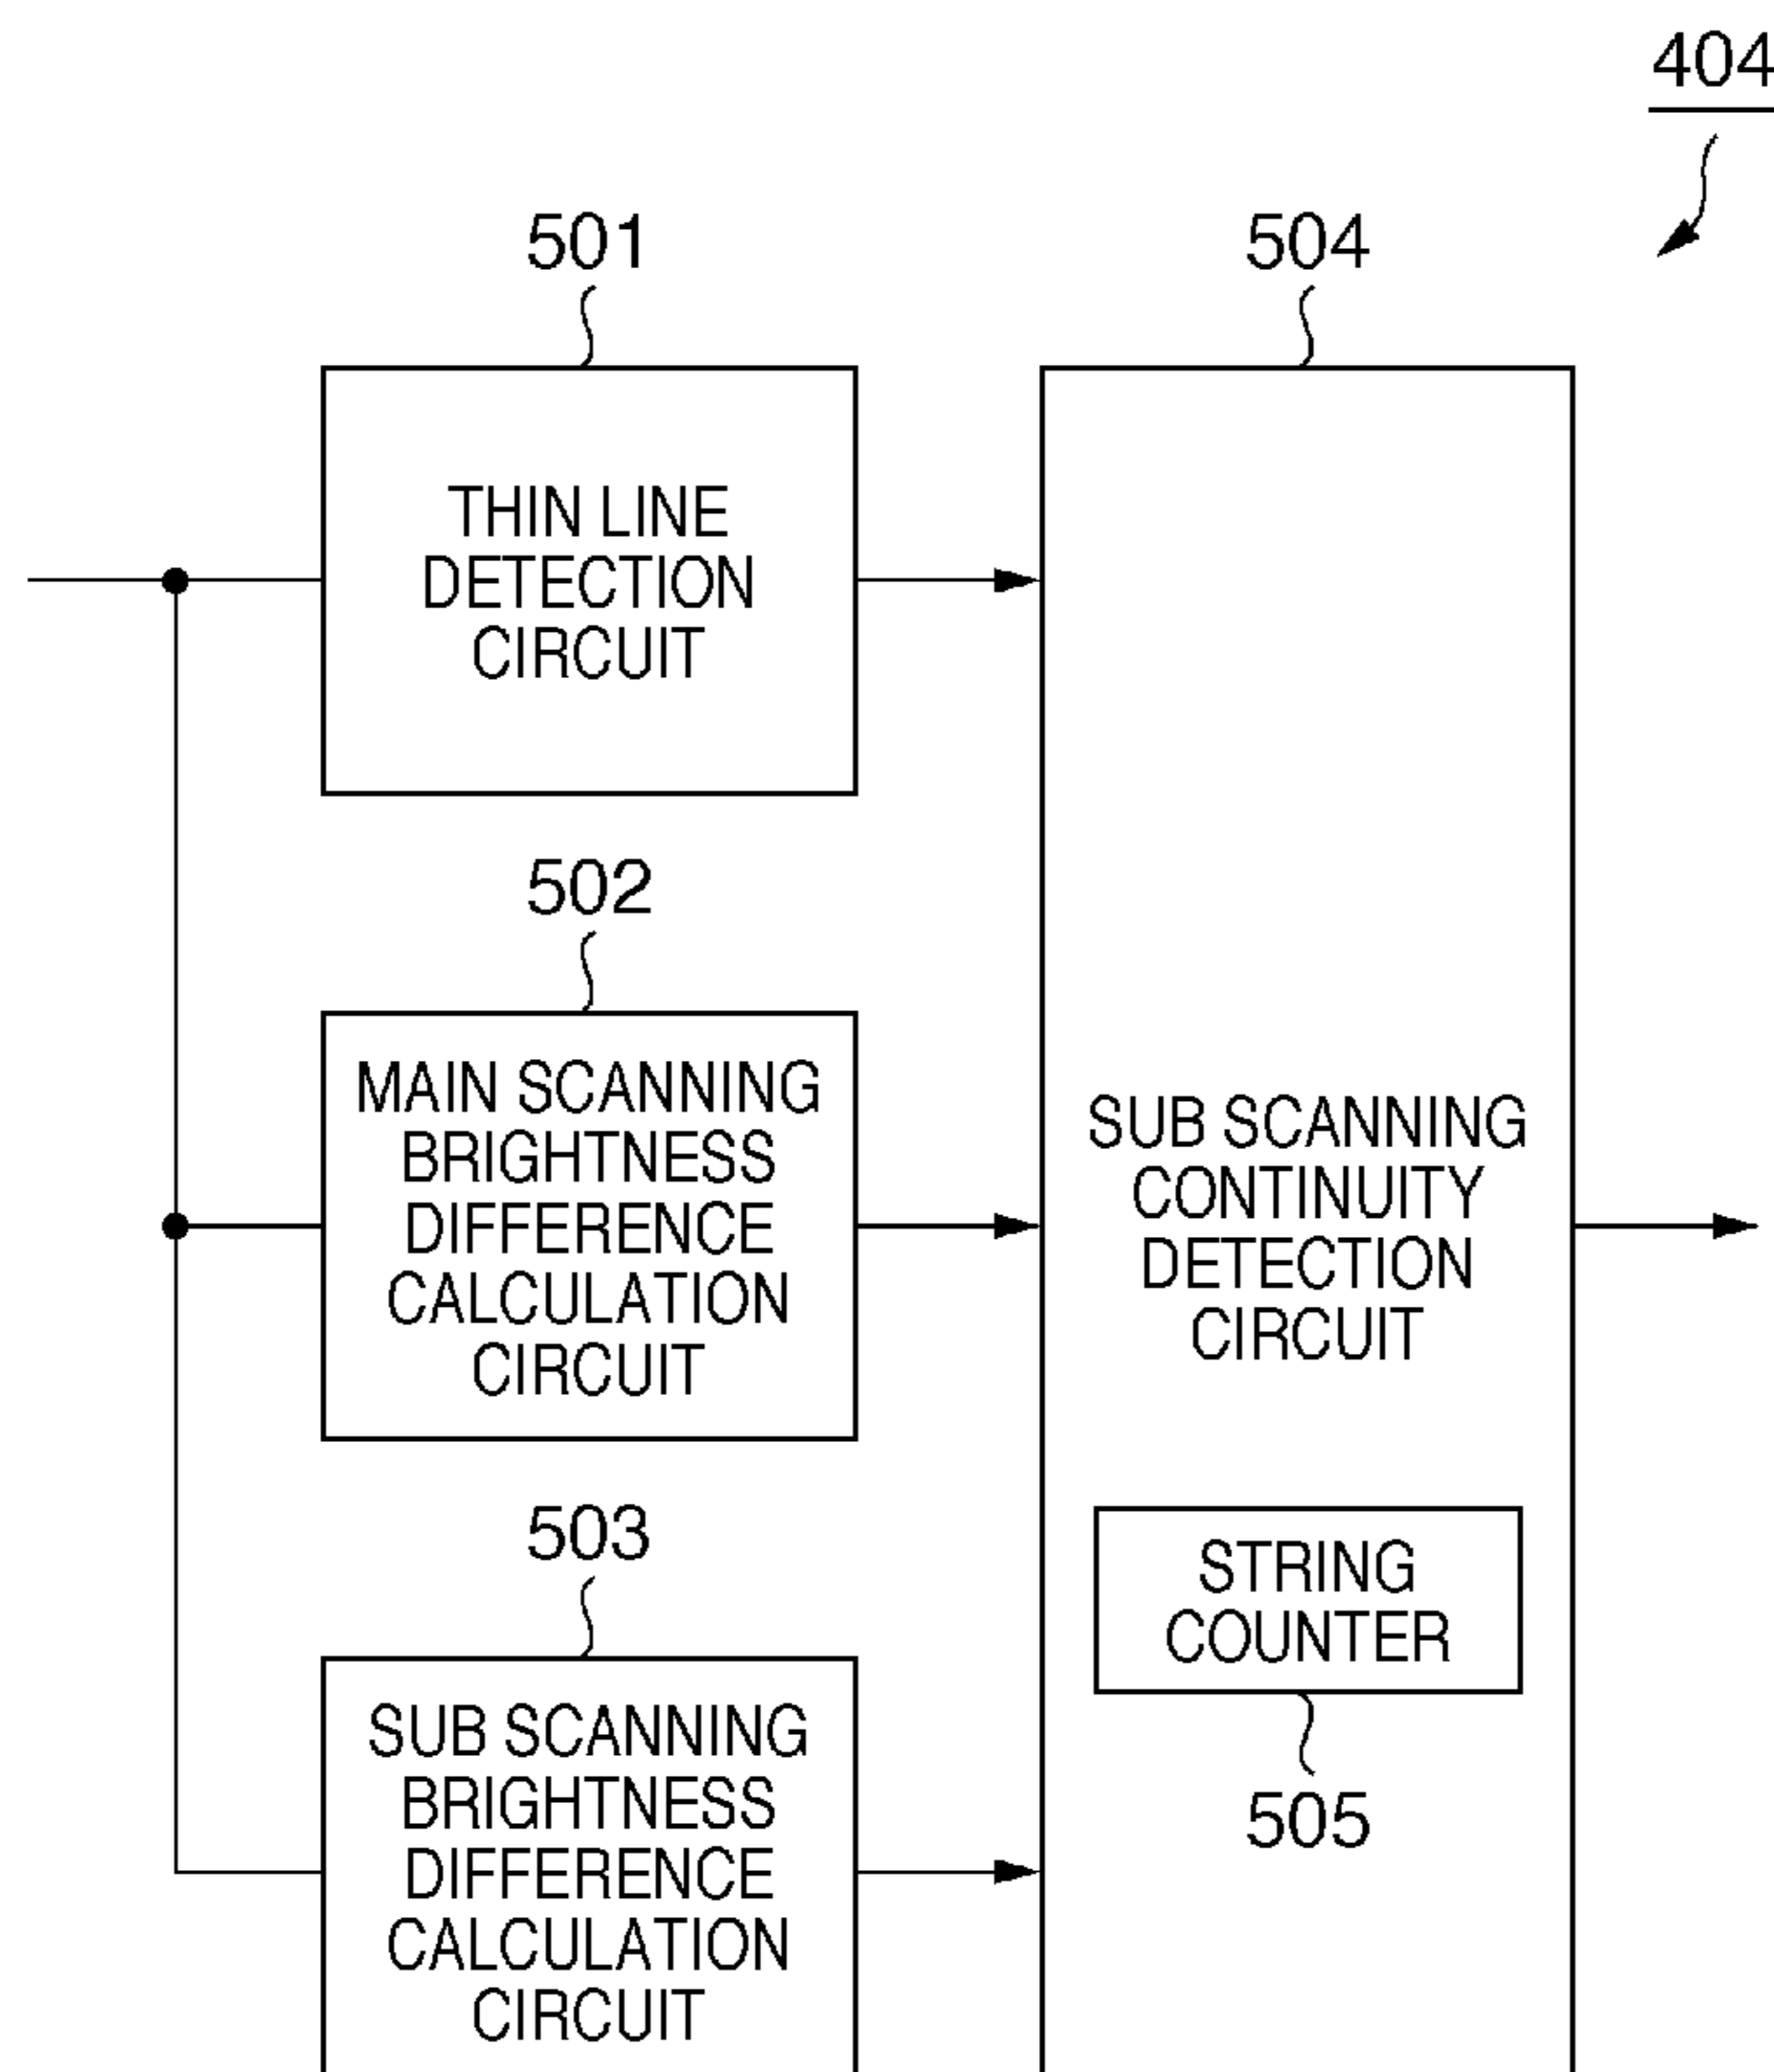 404
501
THIN LINE
DETECTION
CIRCUIT
502
MAIN SCANNING
BRIGHTNESS
DIFFERENCE
CALCULATION
CIRCUIT
503
SUB SCANNING
BRIGHTNESS
DIFFERENCE
CALCULATION
CIRCUIT
504
SUB SCANNING
CONTINUITY
DETECTION
CIRCUIT
STRING
COUNTER
505